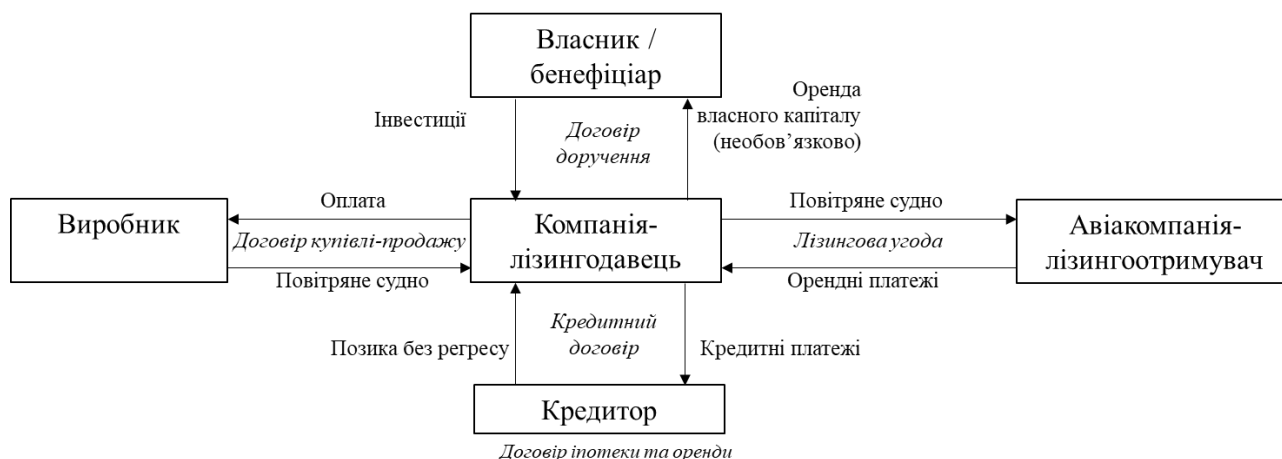 Власник /
бенефіціар
Інвестиції
Договір
доручення
Оренда
власного капіталу
(необов’язково)
Виробник
Оплата
Договір купівлі-продажу
Повітряне судно
Компанія-
лізингодавець
Повітряне судно
Лізингова угода
Орендні платежі
Авіакомпанія-
лізингоотримувач
Позика без регресу
Кредитний
договір
Кредитні платежі
Кредитор
Договір іпотеки та оренди